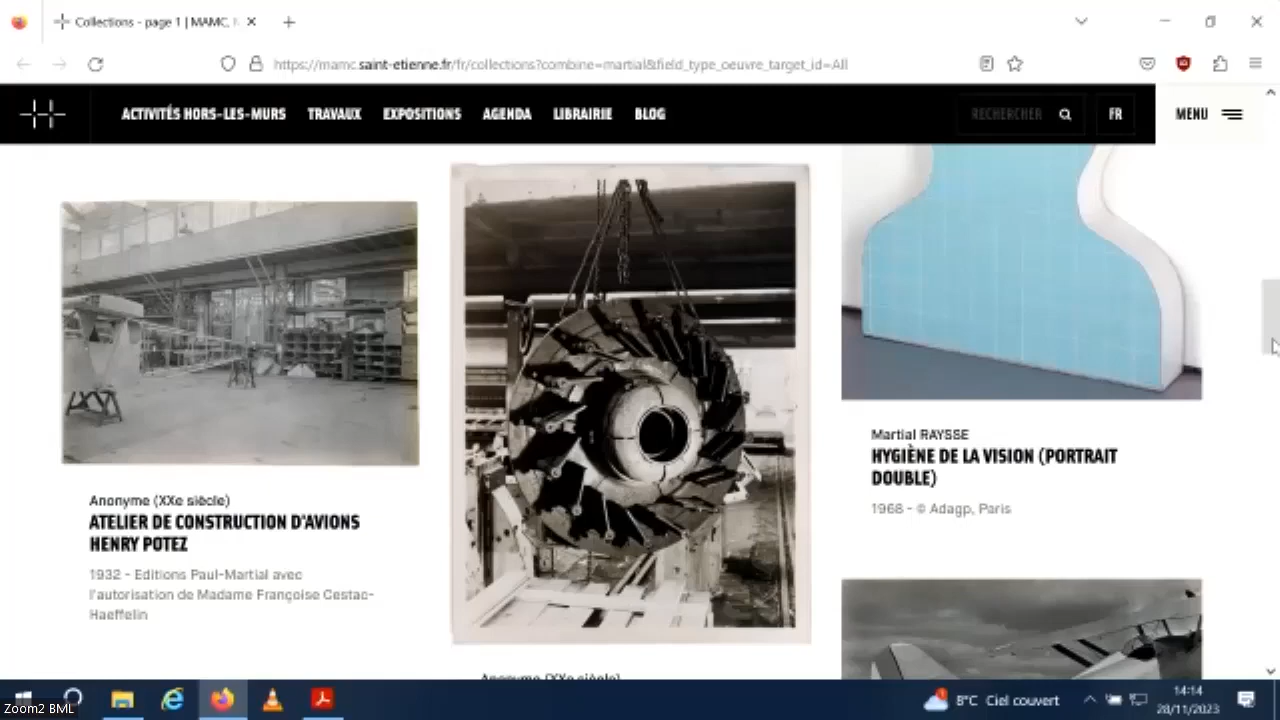 Collections - page 1 | MAMC,
https://mamc.saint-etienne.fr/fr/collections?combine=martial&field_type_oeuvre_target_id=All
ACTIVITÉS HORS-LES-MURS TRAVAUX EXPOSITIONS AGENDA LIBRAIRIE BLOG
RECHERCHER
FR
MENU
Anonyme (XXe siècle)
ATELIER DE CONSTRUCTION D'AVIONS
HENRY POTEZ
1932 - Editions Paul-Martial avec
l'autorisation de Madame Françoise Cestac-
Haeffelin
Martial RAYSSE
HYGIÈNE DE LA VISION (PORTRAIT
DOUBLE)
1968 - © Adagp, Paris
Anonyme (XXe siècle)
Zoom2 BML
8°C Ciel couvert
14:14
28/11/2023